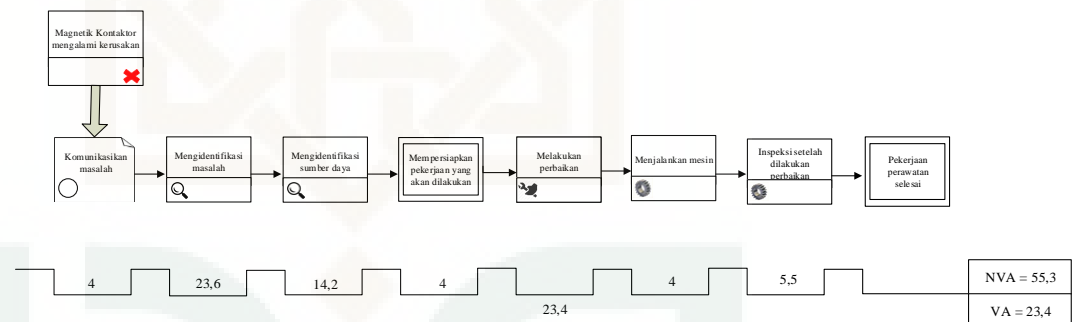 Magnetik Kontaktor
mengalami kerusakan
Komunikasikan
masalah
Mengidentifikasi
masalah
Mengidentifikasi
sumber daya
Mempersiapkan
pekerjaan yang
akan dilakukan
Melakukan
perbaikan
Menjalankan mesin
Inspeksi setelah
dilakukan
perbaikan
Pekerjaan
perawatan
selesai
4
23,6
14,2
4
23,4
4
5,5
NVA = 55,3
VA = 23,4